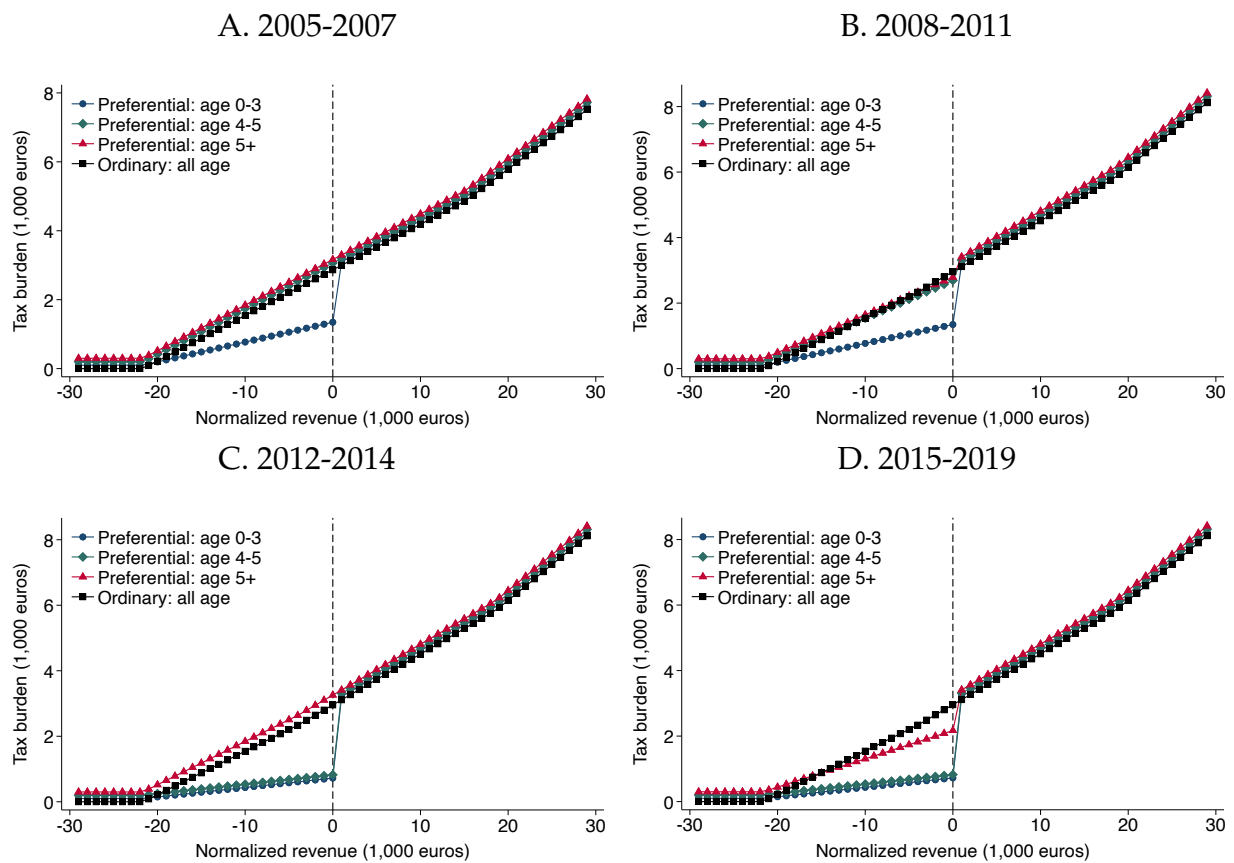 A. 2005-2007
Tax burden (1,000 euros)
8
6
4
2
0
Preferential: age 0-3
Preferential: age 4-5
Preferential: age 5+
Ordinary: all age
-30 -20 -10 0 10 20 30
Normalized revenue (1,000 euros)
B. 2008-2011
Tax burden (1,000 euros)
8
6
4
2
0
Preferential: age 0-3
Preferential: age 4-5
Preferential: age 5+
Ordinary: all age
-30 -20 -10 0 10 20 30
Normalized revenue (1,000 euros)
C. 2012-2014
Tax burden (1,000 euros)
8
6
4
2
0
Preferential: age 0-3
Preferential: age 4-5
Preferential: age 5+
Ordinary: all age
-30 -20 -10 0 10 20 30
Normalized revenue (1,000 euros)
D. 2015-2019
Tax burden (1,000 euros)
8
6
4
2
0
Preferential: age 0-3
Preferential: age 4-5
Preferential: age 5+
Ordinary: all age
-30 -20 -10 0 10 20 30
Normalized revenue (1,000 euros)